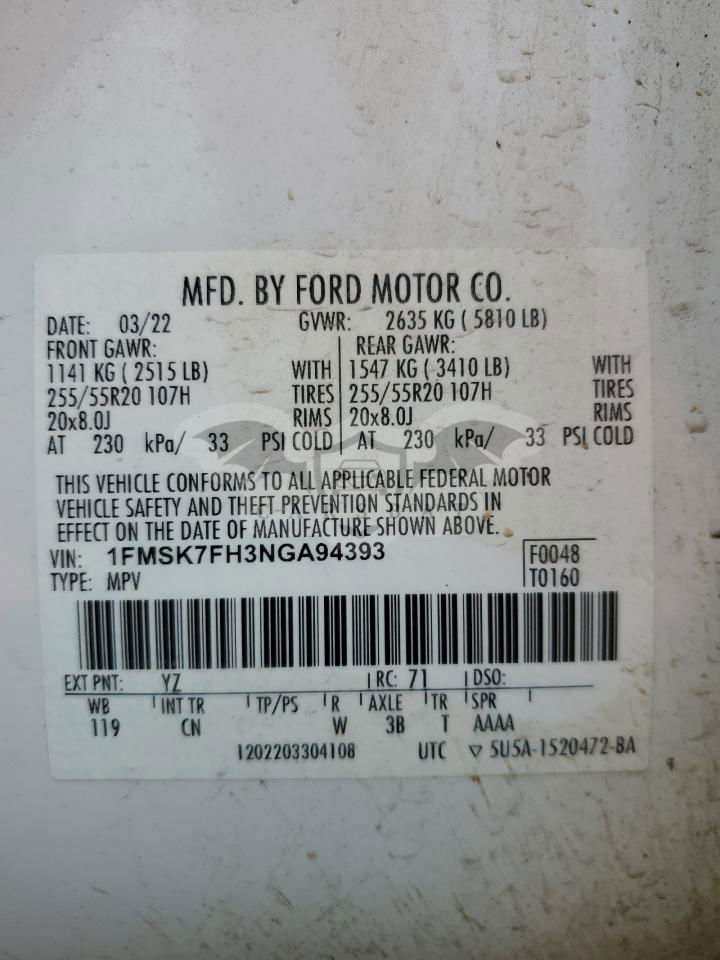 MFD. BY FORD MOTOR CO.
DATE: 03/22 GVWR: 2635 KG ( 5810 LB)
FRONT GAWR: REAR GAWR:
1141 KG ( 2515 LB) WITH 1547 KG ( 3410 LB) WITH
255/55R20 107H TIRES 255/55R20 107H TIRES
20x8.0J RIMS 20x8.0J RIMS
AT 230 kPa/ 33 PSI COLD AT 230 kPa/ 33 PSI COLD
THIS VEHICLE CONFORMS TO ALL APPLICABLE FEDERAL MOTOR
VEHICLE SAFETY AND THEFT PREVENTION STANDARDS IN
EFFECT ON THE DATE OF MANUFACTURE SHOWN ABOVE.
VIN: 1FMSK7FH3NGA94393 F0048
TYPE: MPV T0160
EXT PNT: YZ RC: 71 DSO:
WB INT TR TP/PS R AXLE TR SPR
119 CN W 3B T AAAA
1202203304108 UTC ▽ 5U5A-1520472-BA